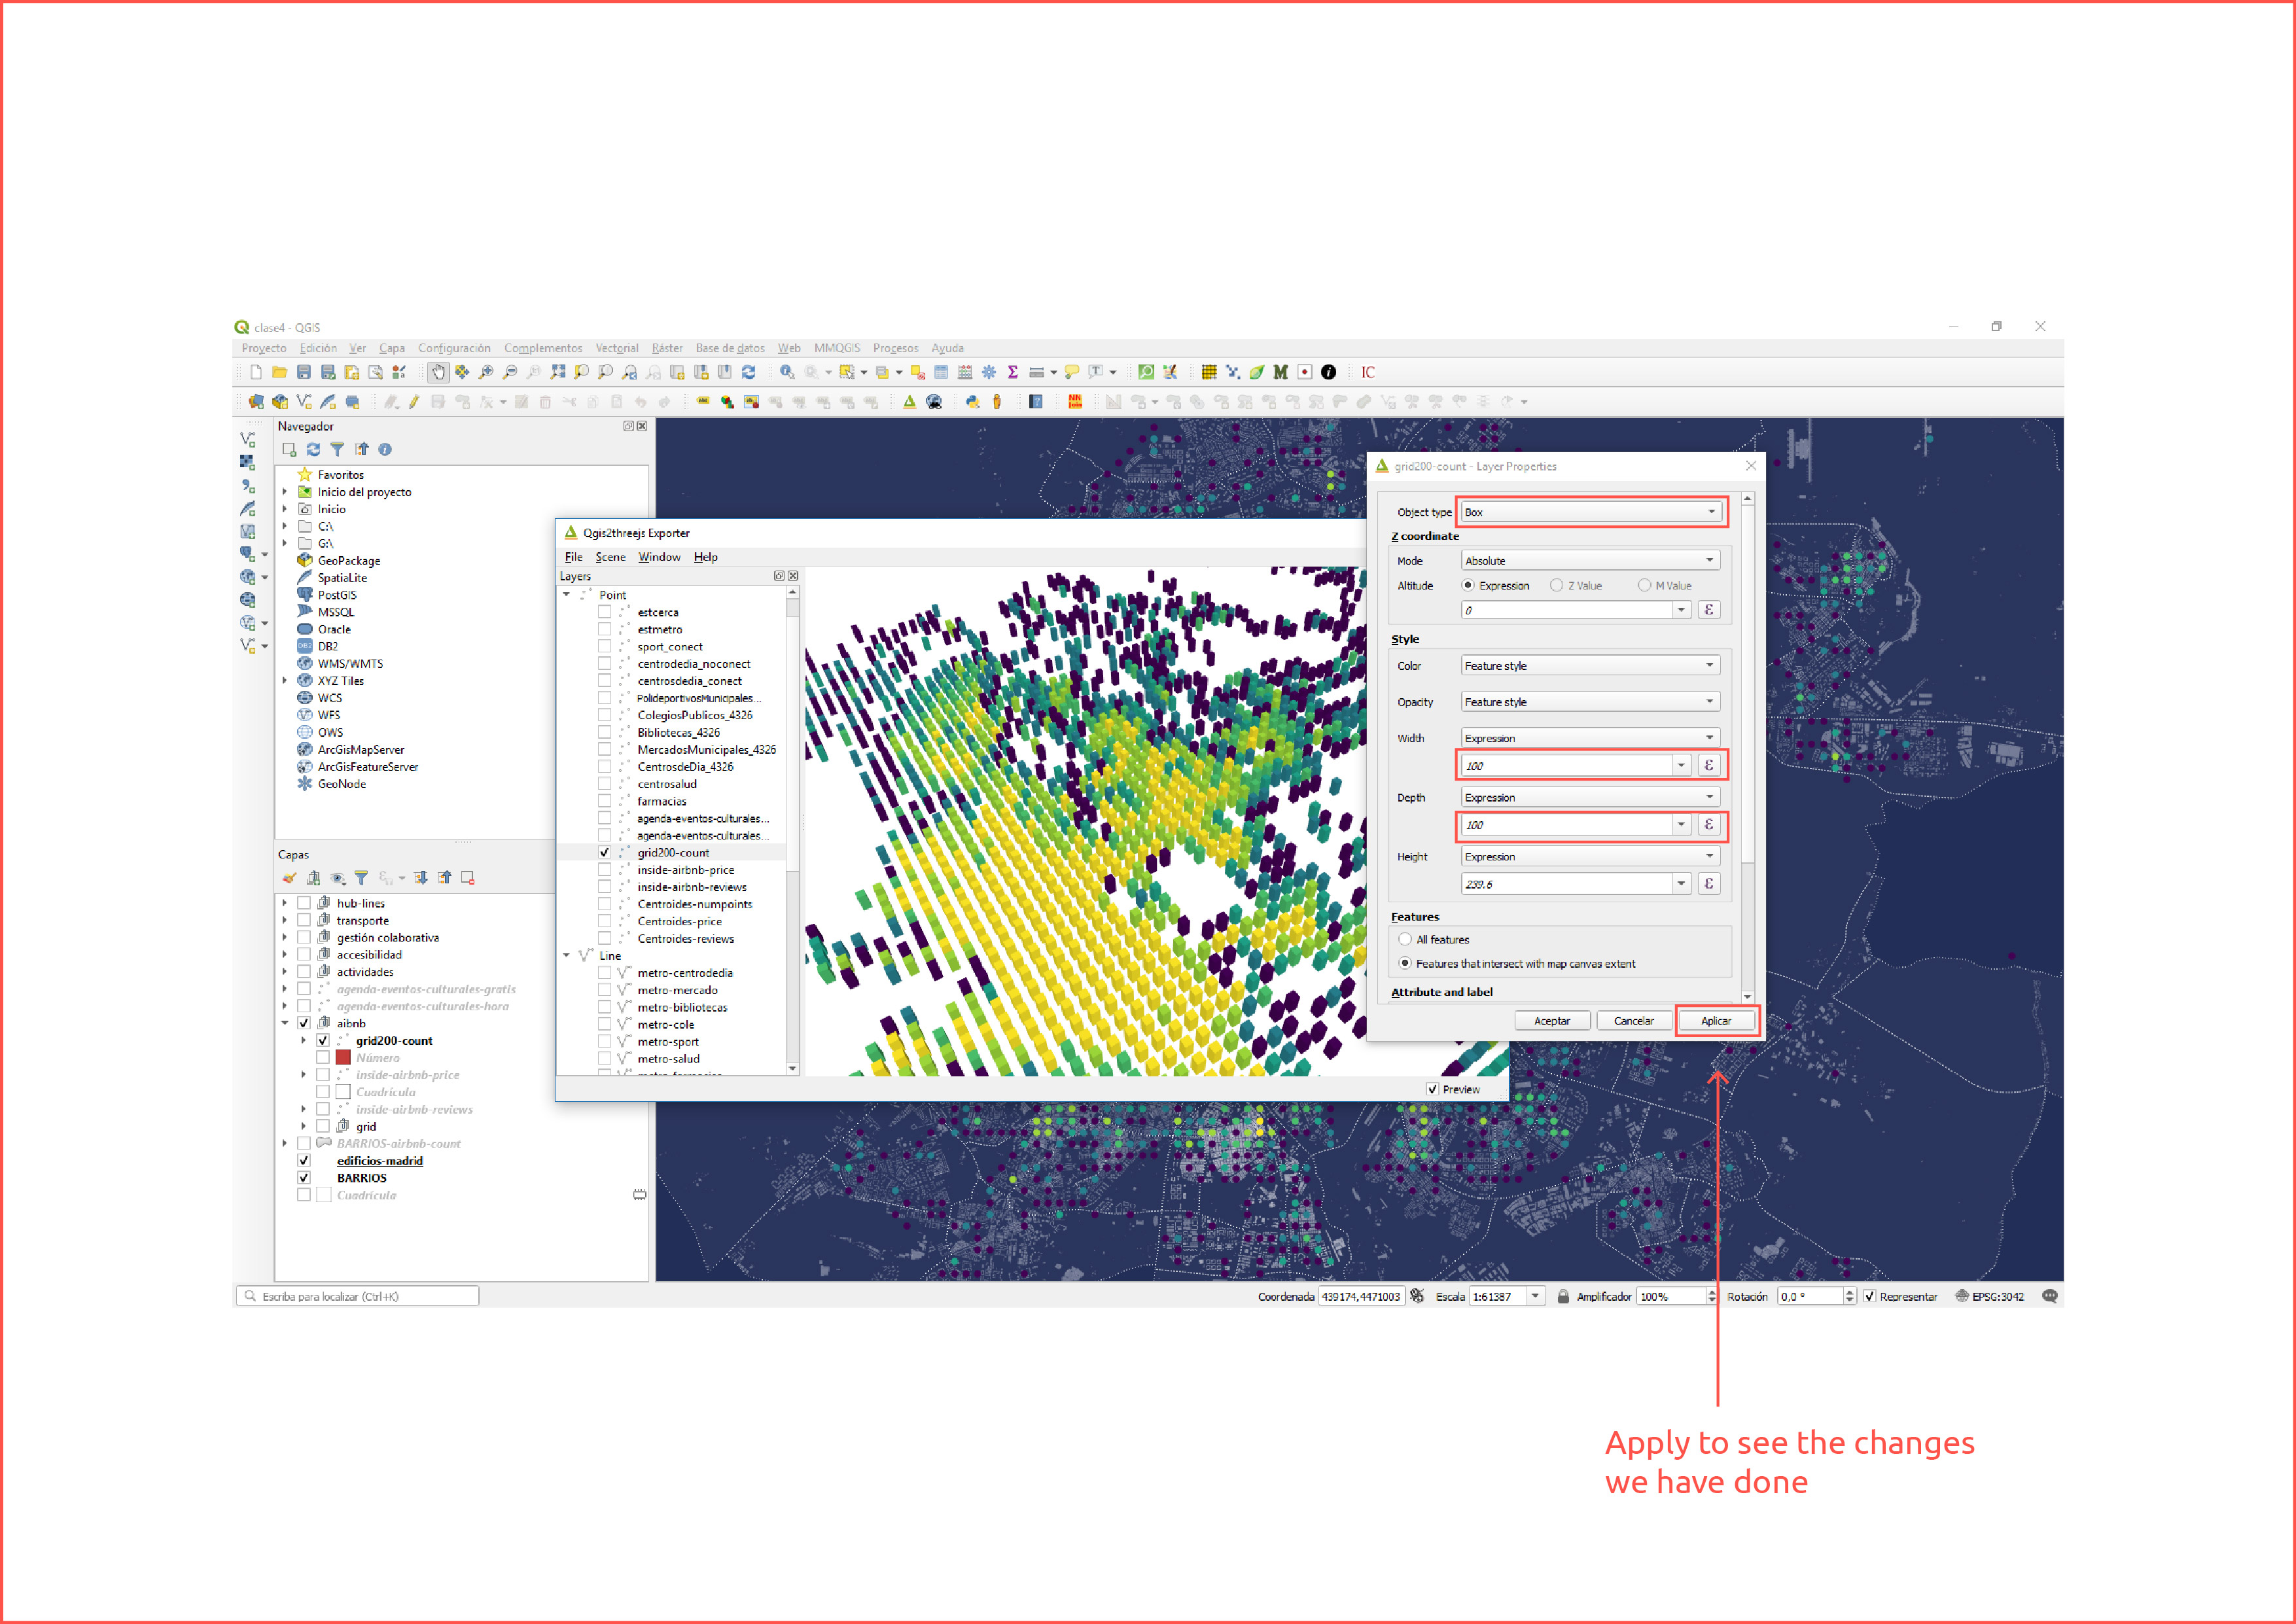 clase4 - QGIS
Proyecto Edición Ver Capa Configuración Complementos Vectorial Ráster Base de datos Web MMQGIS Procesos Ayuda
IC
Navegador
Favoritos
Inicio del proyecto
Inicio
C:\
G:\
GeoPackage
SpatiaLite
PostGIS
MSSQL
Oracle
DB2
WMS/WMTS
XYZ Tiles
WCS
WFS
OWS
ArcGisMapServer
ArcGisFeatureServer
GeoNode
Capas
hub-lines
transporte
gestión colaborativa
accesibilidad
actividades
agenda-eventos-culturales-gratis
agenda-eventos-culturales-hora
aibnb
grid200-count
Número
inside-airbnb-price
Cuadrícula
inside-airbnb-reviews
grid
BARRIOS-airbnb-count
edificios-madrid
BARRIOS
Cuadrícula
Qgis2threejs Exporter
File Scene Window Help
Layers
Point
estcerca
estmetro
sport_conect
centrodedia_noconect
centrosdedia_conect
PolideportivosMunicipales...
ColegiosPublicos_4326
Bibliotecas_4326
MercadosMunicipales_4326
CentrosdeDia_4326
centrosalud
farmacias
agenda-eventos-culturales...
agenda-eventos-culturales...
grid200-count
inside-airbnb-price
inside-airbnb-reviews
Centroides-numpoints
Centroides-price
Centroides-reviews
Line
metro-centrodedia
metro-mercado
metro-bibliotecas
metro-cole
metro-sport
metro-salud
Preview
grid200-count - Layer Properties
Object type Box
Z coordinate
Mode Absolute
Altitude Expression Z Value M Value
0 ε
Style
Color Feature style
Opacity Feature style
Width Expression
100 ε
Depth Expression
100 ε
Height Expression
239.6 ε
Features
All features
Features that intersect with map canvas extent
Attribute and label
Aceptar Cancelar Aplicar
Escriba para localizar (Ctrl+K) Coordenada 439174,4471003 Escala 1:61387 Amplificador 100% Rotación 0,0 ° Representar EPSG:3042
Apply to see the changes
we have done